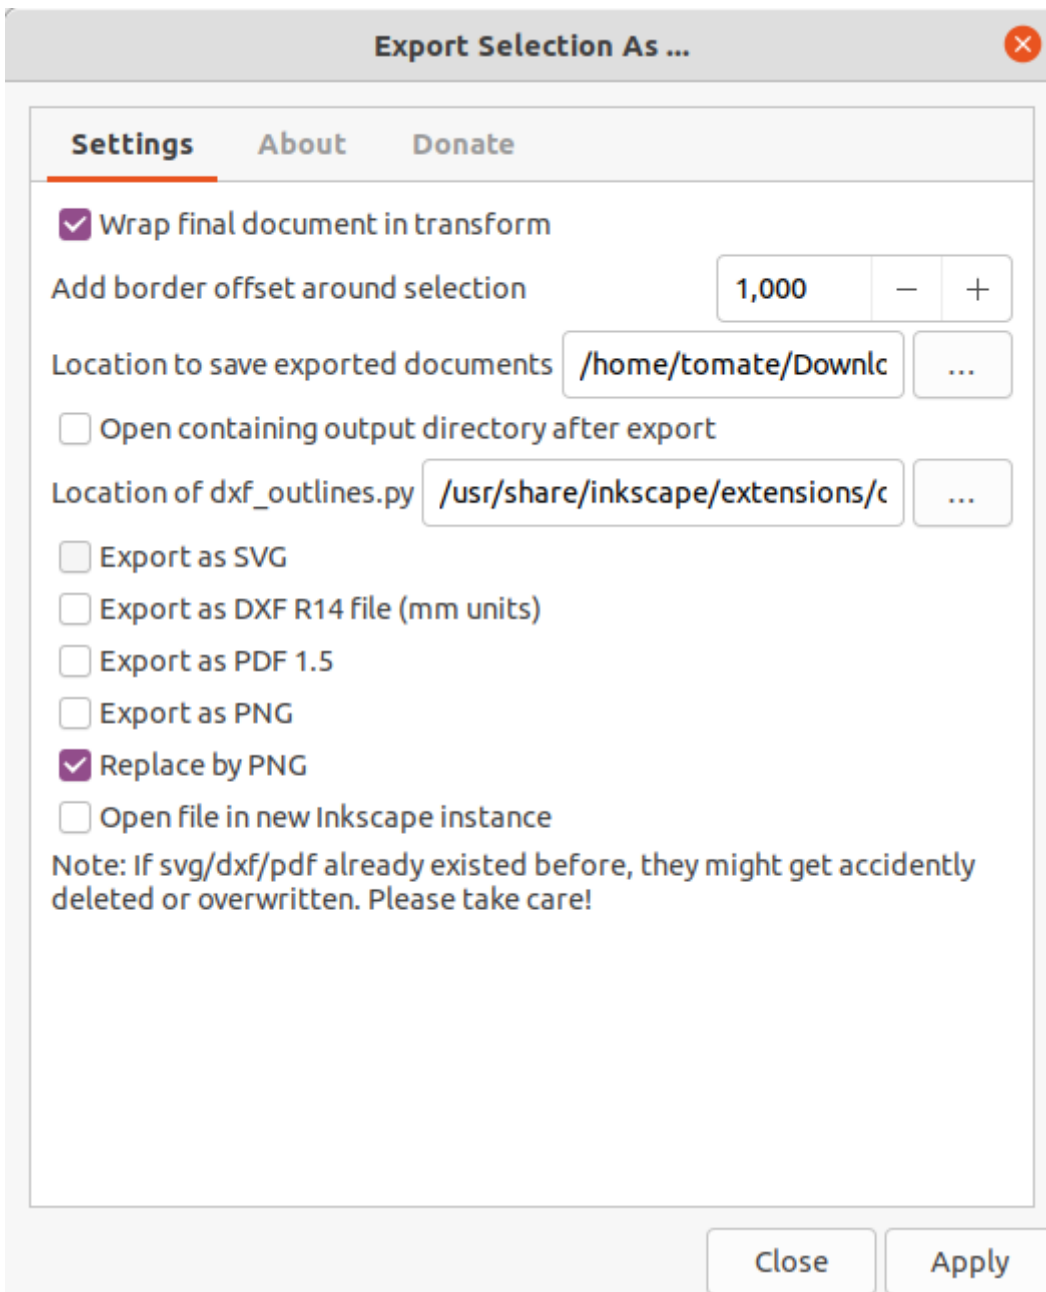 Export Selection As ...
Settings About Donate
Wrap final document in transform
Add border offset around selection 1,000 − +
Location to save exported documents /home/tomate/Downlc ...
Open containing output directory after export
Location of dxf_outlines.py /usr/share/inkscape/extensions/c ...
Export as SVG
Export as DXF R14 file (mm units)
Export as PDF 1.5
Export as PNG
Replace by PNG
Open file in new Inkscape instance
Note: If svg/dxf/pdf already existed before, they might get accidently
deleted or overwritten. Please take care!
Close Apply